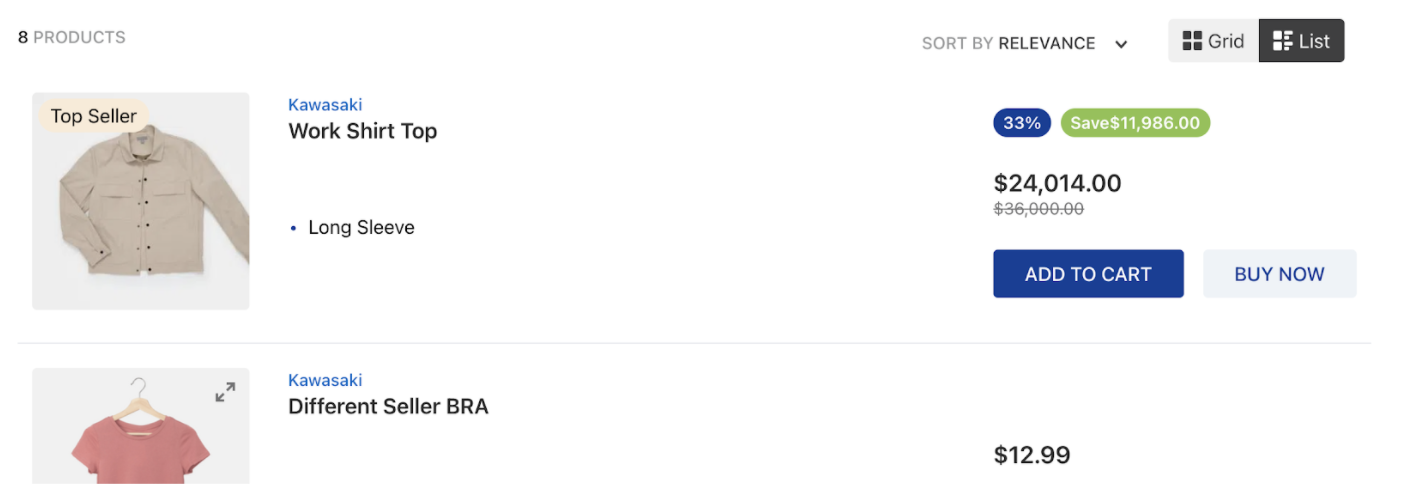 8 PRODUCTS
SORT BY RELEVANCE
Grid
List
Top Seller
Kawasaki
Work Shirt Top
Long Sleeve
33%
Save$11,986.00
$24,014.00
$36,000.00
ADD TO CART
BUY NOW
Kawasaki
Different Seller BRA
$12.99